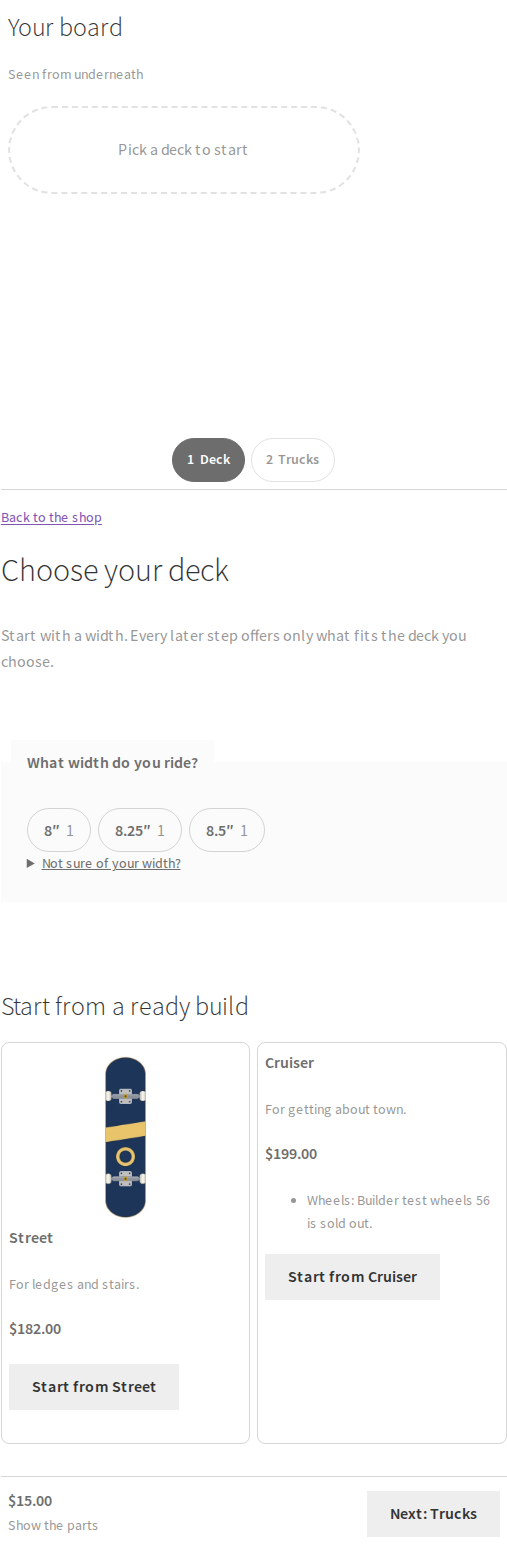 Your board
Seen from underneath
Pick a deck to start
1 Deck
2 Trucks
Back to the shop
Choose your deck
Start with a width. Every later step offers only what fits the deck you
choose.
What width do you ride?
8″ 1
8.25″ 1
8.5″ 1
Not sure of your width?
Start from a ready build
Street
For ledges and stairs.
$182.00
Start from Street
Cruiser
For getting about town.
$199.00
Wheels: Builder test wheels 56
is sold out.
Start from Cruiser
$15.00
Show the parts
Next: Trucks